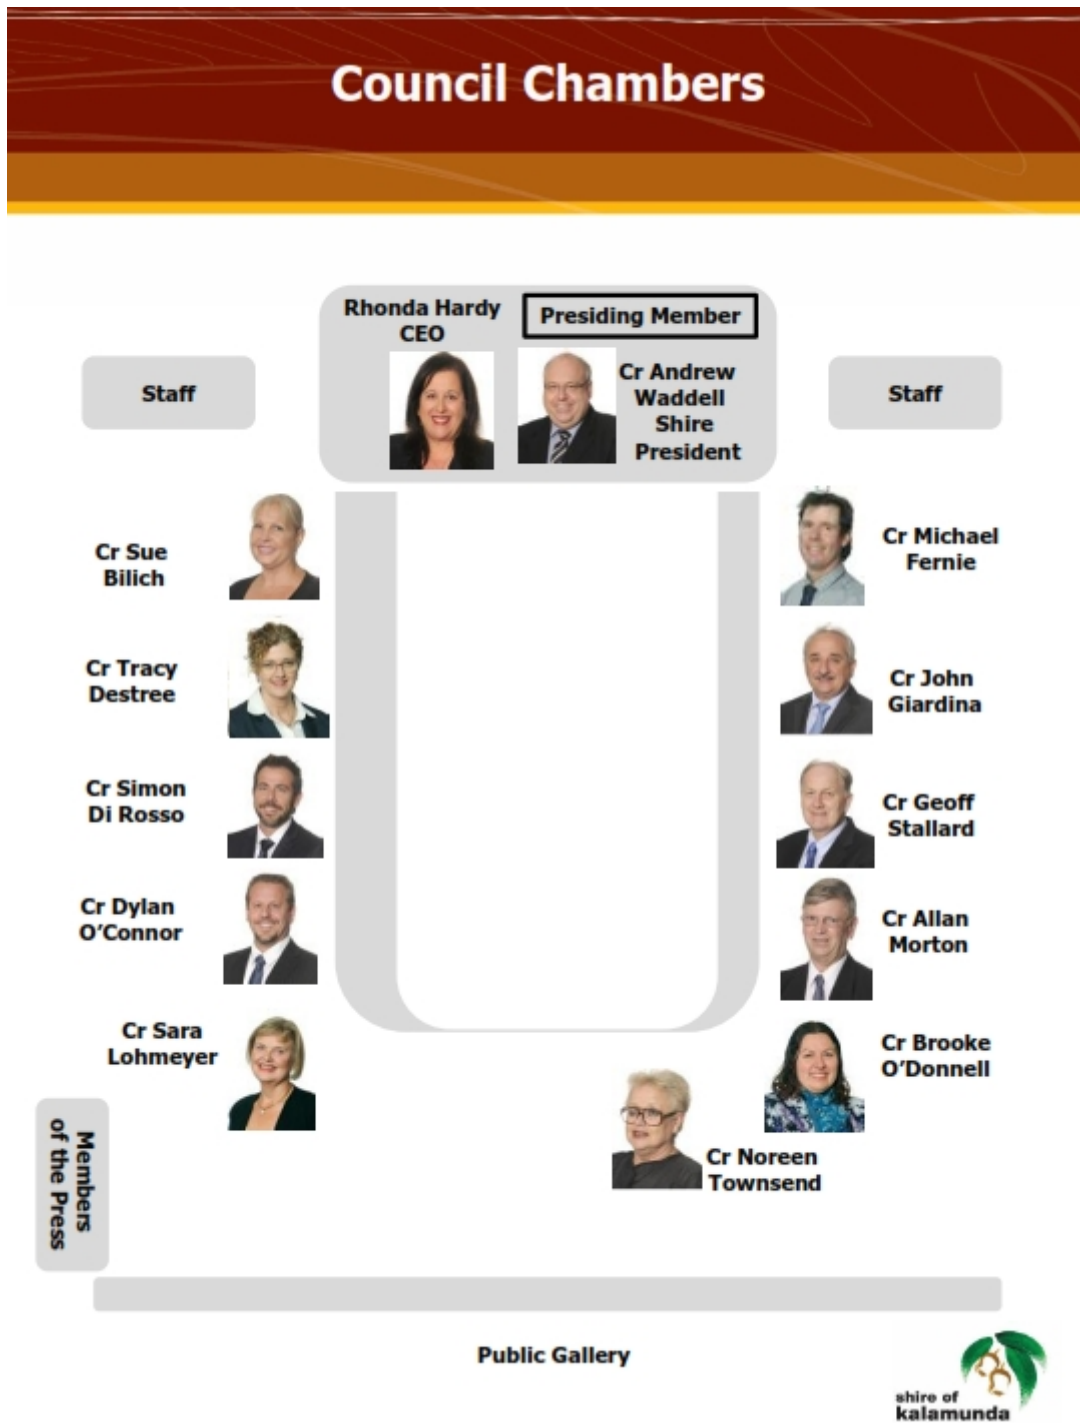 Council Chambers
Rhonda Hardy
CEO
Presiding Member
Cr Andrew
Waddell
Shire
President
Staff
Staff
Cr Sue
Bilich
Cr Michael
Fernie
Cr Tracy
Destree
Cr John
Giardina
Cr Simon
Di Rosso
Cr Geoff
Stallard
Cr Dylan
O'Connor
Cr Allan
Morton
Cr Sara
Lohmeyer
Cr Brooke
O'Donnell
Cr Noreen
Townsend
Members
of the Press
Public Gallery
shire of
kalamunda